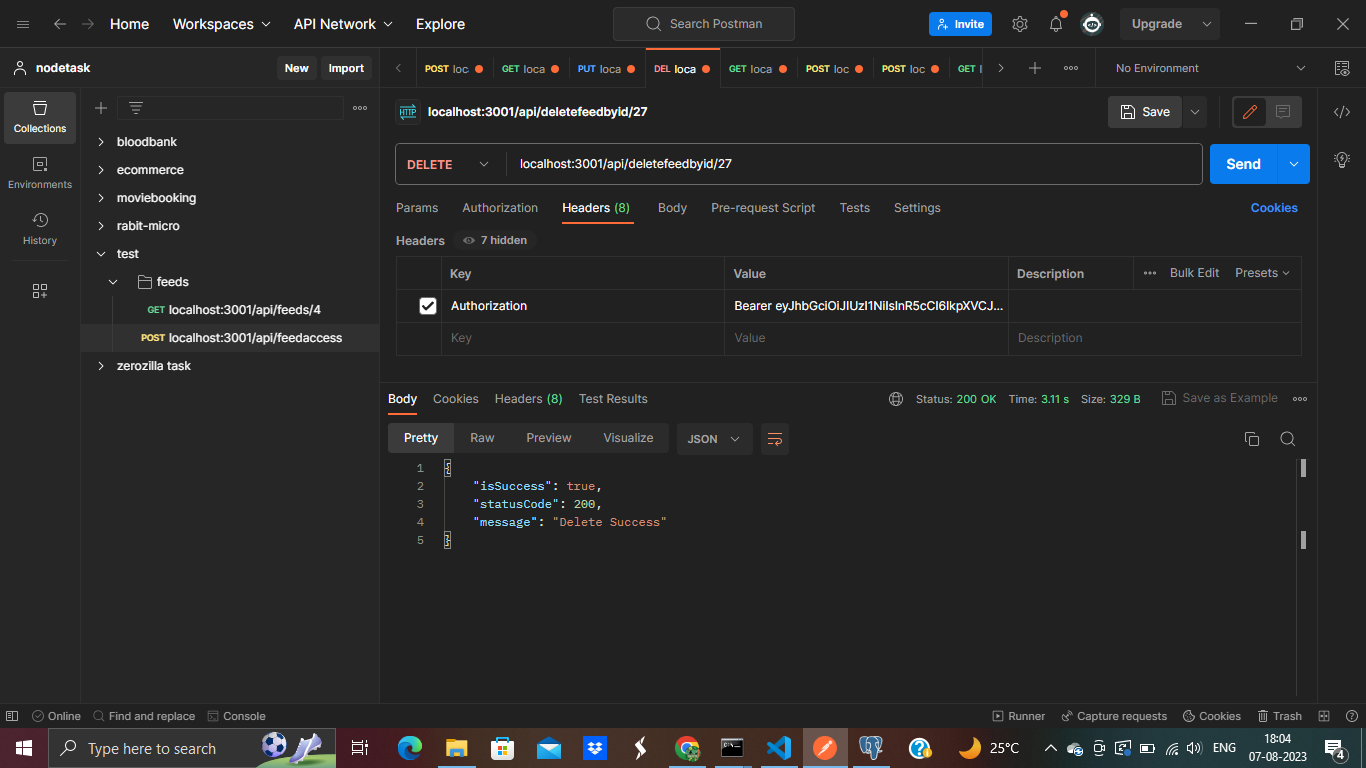 Home
Workspaces
API Network
Explore
Search Postman
Invite
Upgrade
nodetask
New
Import
POST loc
GET loca
PUT loca
DEL loca
GET loca
POST loc
POST loc
GET l
No Environment
Collections
Environments
History
bloodbank
ecommerce
moviebooking
rabit-micro
test
feeds
GET localhost:3001/api/feeds/4
POST localhost:3001/api/feedaccess
zerozilla task
HTTP localhost:3001/api/deletefeedbyid/27
Save
DELETE localhost:3001/api/deletefeedbyid/27
Send
Params Authorization Headers (8) Body Pre-request Script Tests Settings
Cookies
Headers 7 hidden
Key Value Description Bulk Edit Presets
Authorization Bearer eyJhbGciOiJIUzI1NiIsInR5cCI6IkpXVCJ...
Key Value Description
Body Cookies Headers (8) Test Results
Status: 200 OK Time: 3.11 s Size: 329 B
Save as Example
Pretty Raw Preview Visualize JSON
1 {
2 "isSuccess": true,
3 "statusCode": 200,
4 "message": "Delete Success"
5 }
Online
Find and replace
Console
Runner
Capture requests
Cookies
Trash
Type here to search
25°C
ENG
18:04
07-08-2023
4